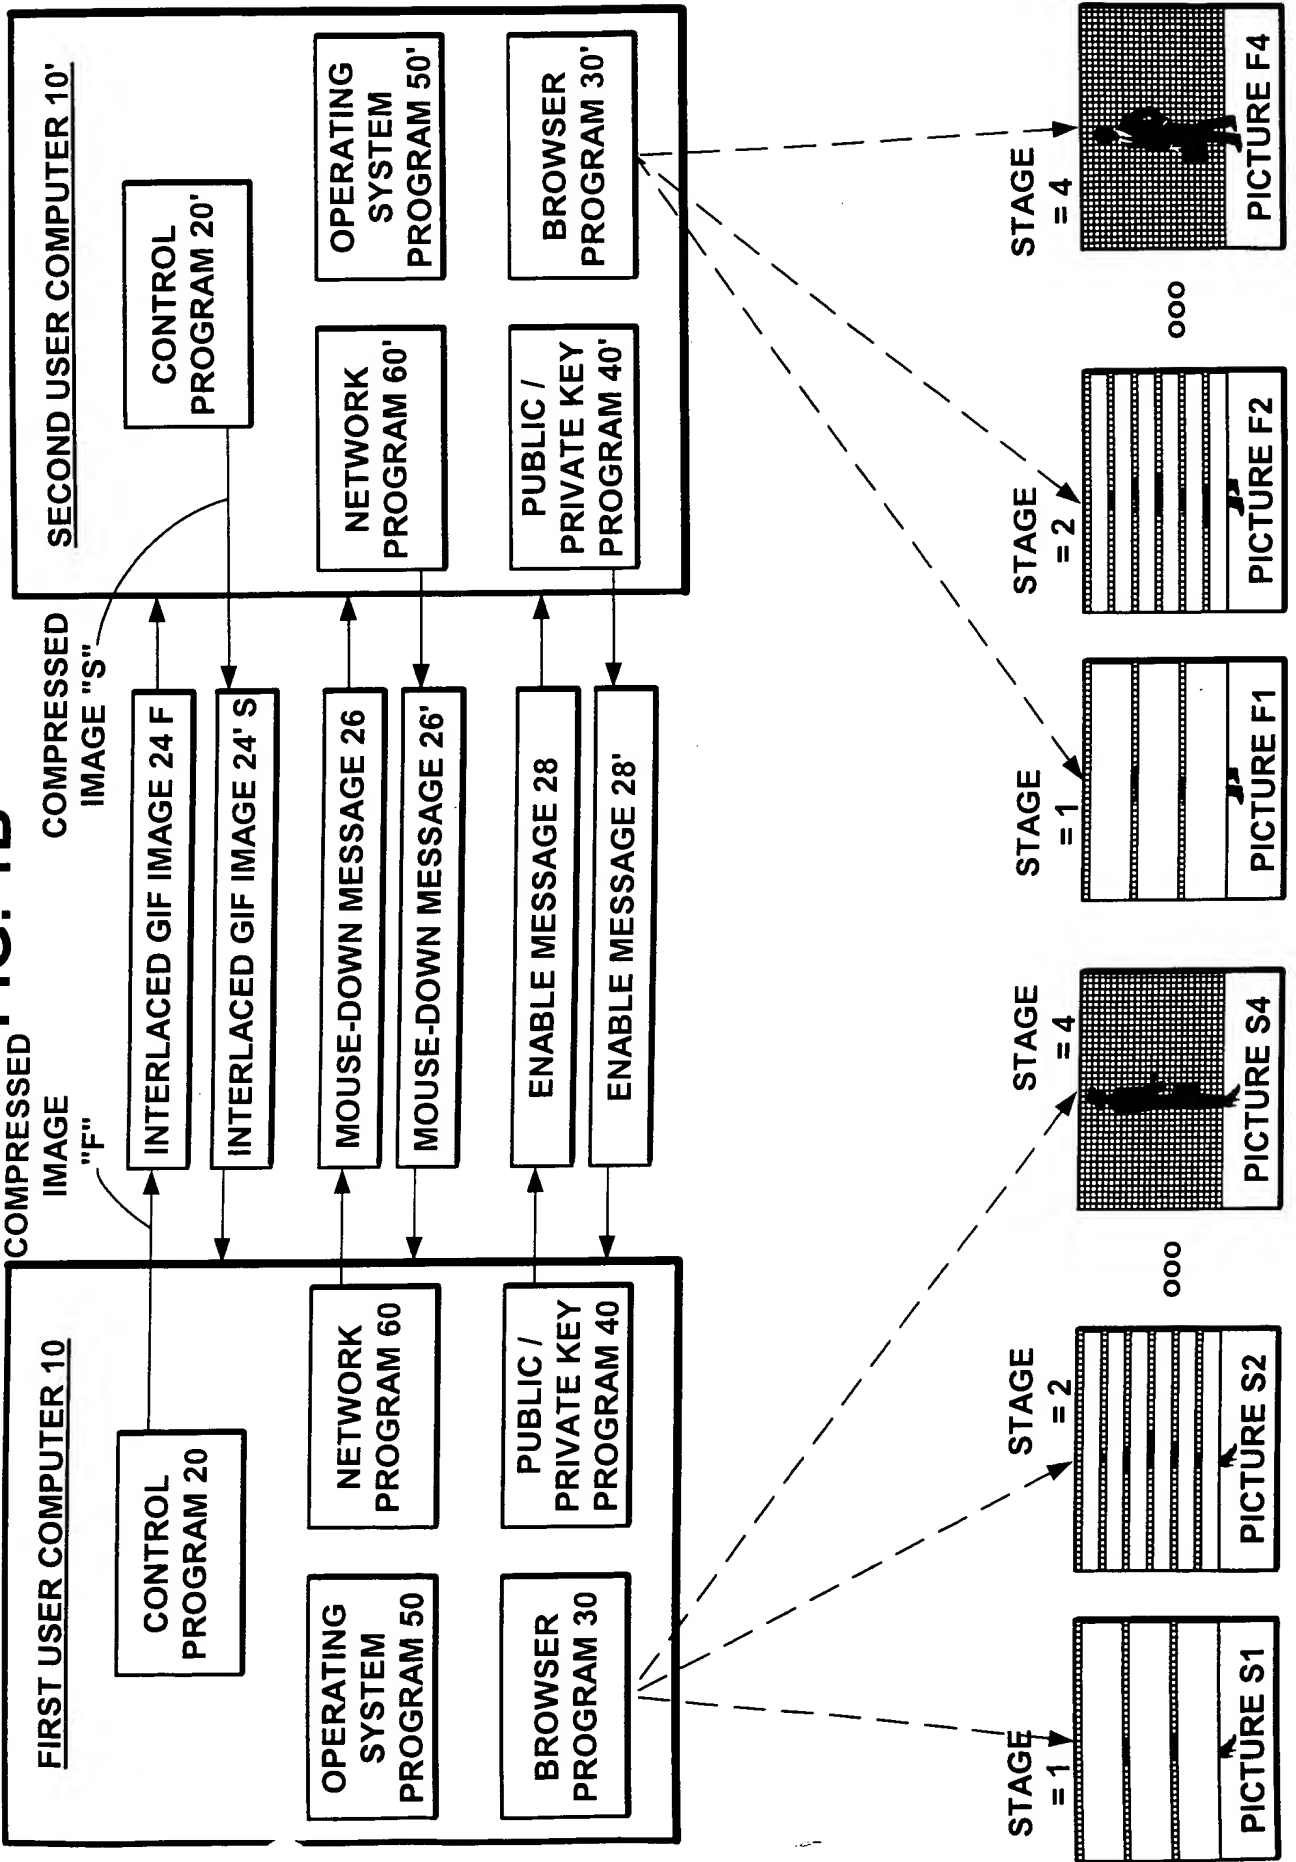 FIG. 1B
FIRST USER COMPUTER 10
CONTROL
PROGRAM 20
OPERATING
SYSTEM
PROGRAM 50
NETWORK
PROGRAM 60
BROWSER
PROGRAM 30
PUBLIC /
PRIVATE KEY
PROGRAM 40
COMPRESSED
IMAGE
"F"
COMPRESSED
IMAGE "S"
INTERLACED GIF IMAGE 24 F
INTERLACED GIF IMAGE 24' S
MOUSE-DOWN MESSAGE 26
MOUSE-DOWN MESSAGE 26'
ENABLE MESSAGE 28
ENABLE MESSAGE 28'
SECOND USER COMPUTER 10'
CONTROL
PROGRAM 20'
NETWORK
PROGRAM 60'
OPERATING
SYSTEM
PROGRAM 50'
PUBLIC /
PRIVATE KEY
PROGRAM 40'
BROWSER
PROGRAM 30'
STAGE
= 1
PICTURE S1
STAGE
= 2
PICTURE S2
ooo
STAGE
= 4
PICTURE S4
STAGE
= 1
PICTURE F1
STAGE
= 2
PICTURE F2
ooo
STAGE
= 4
PICTURE F4